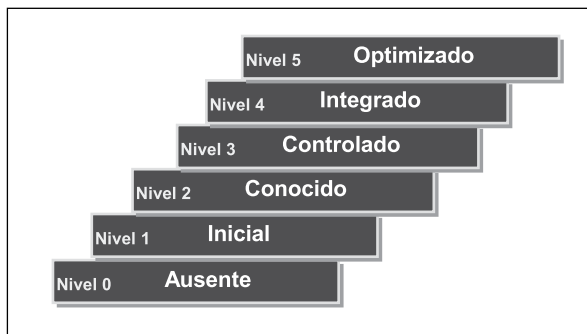 Nivel 5 Optimizado
Nivel 4 Integrado
Nivel 3 Controlado
Nivel 2 Conocido
Nivel 1 Inicial
Nivel 0 Ausente